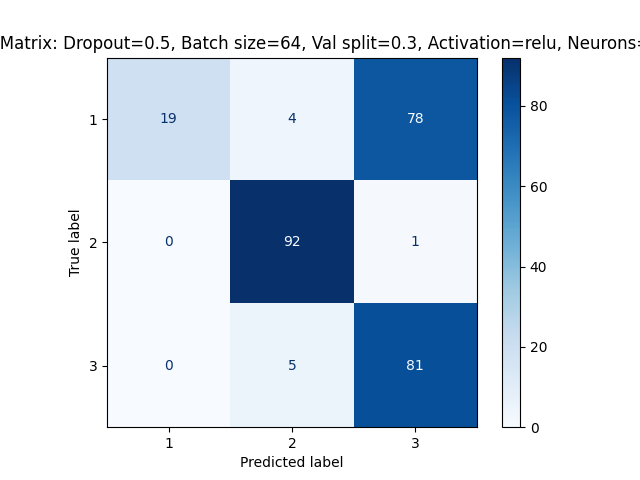 Matrix: Dropout=0.5, Batch size=64, Val split=0.3, Activation=relu, Neurons=
1 19 4 78
2 0 92 1
3 0 5 81
1 2 3
Predicted label
True label
80
60
40
20
0